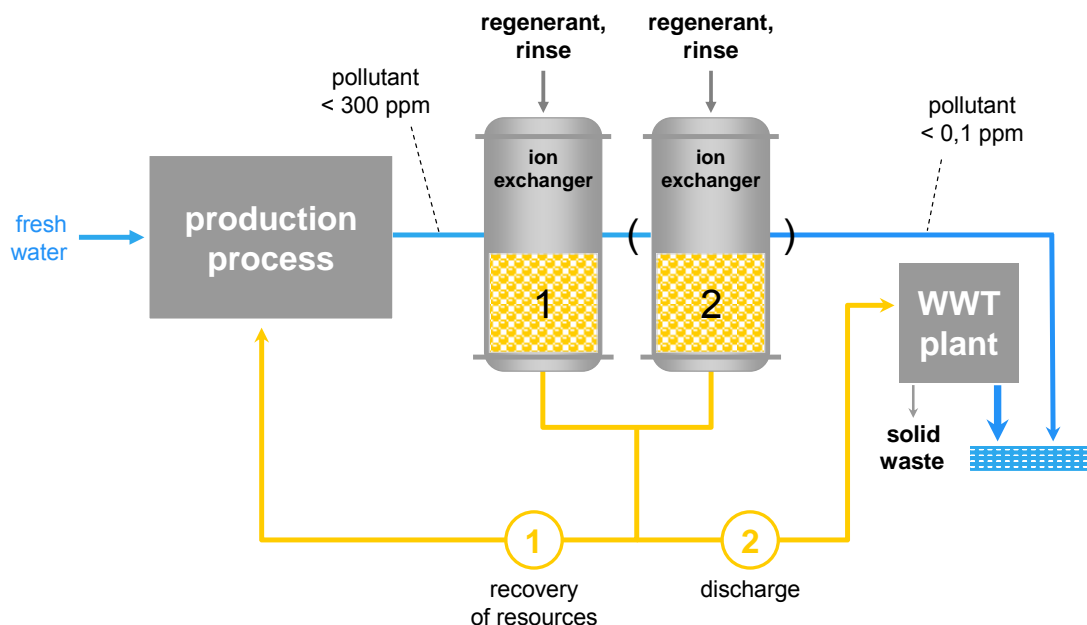 regenerant,
rinse
regenerant,
rinse
pollutant
< 300 ppm
pollutant
< 0,1 ppm
ion
exchanger
ion
exchanger
fresh
water
production
process
(
)
1
2
WWT
plant
solid
waste
1
2
recovery
of resources
discharge